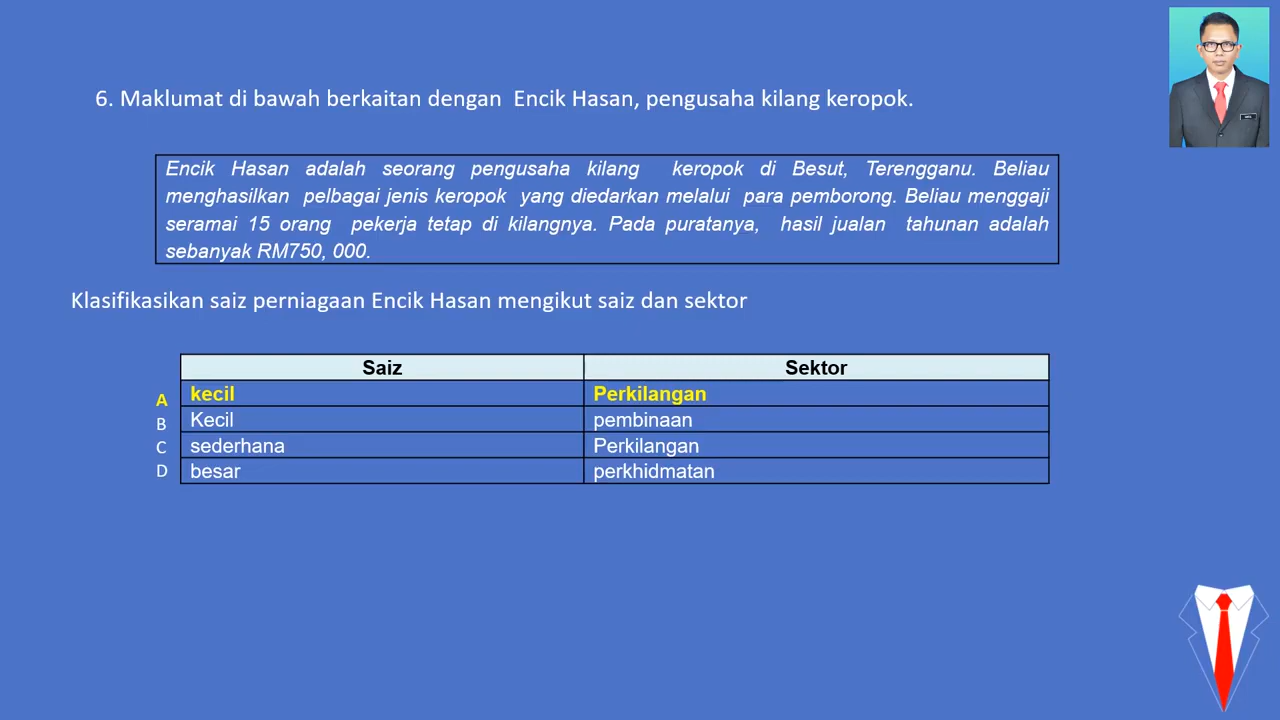 6. Maklumat di bawah berkaitan dengan Encik Hasan, pengusaha kilang keropok.
Encik Hasan adalah seorang pengusaha kilang keropok di Besut, Terengganu. Beliau
menghasilkan pelbagai jenis keropok yang diedarkan melalui para pemborong. Beliau menggaji
seramai 15 orang pekerja tetap di kilangnya. Pada puratanya, hasil jualan tahunan adalah
sebanyak RM750, 000.
Klasifikasikan saiz perniagaan Encik Hasan mengikut saiz dan sektor
Saiz Sektor
A kecil Perkilangan
B Kecil pembinaan
C sederhana Perkilangan
D besar perkhidmatan